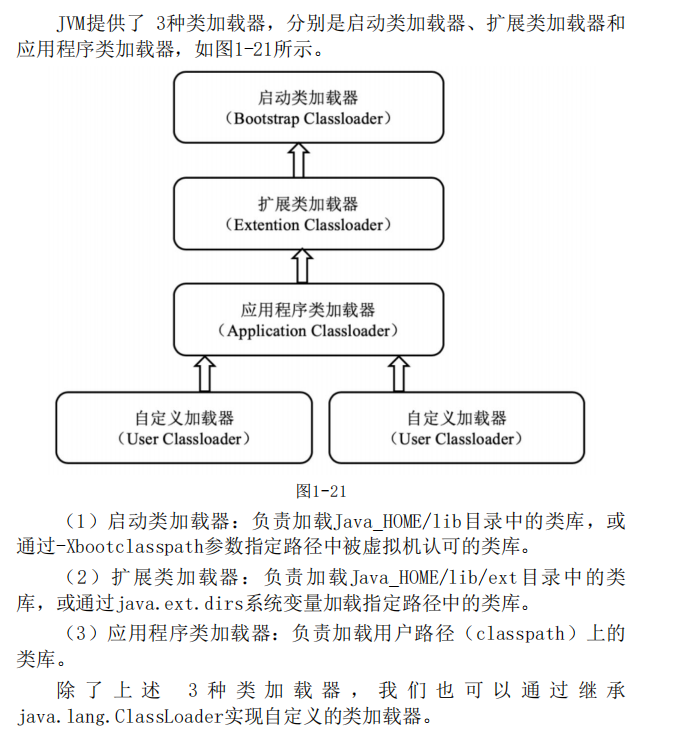 JVM提供了 3种类加载器，分别是启动类加载器、扩展类加载器和
应用程序类加载器，如图1-21所示。
启动类加载器
（Bootstrap Classloader）
扩展类加载器
（Extention Classloader）
应用程序类加载器
（Application Classloader）
自定义加载器
（User Classloader）
自定义加载器
（User Classloader）
图1-21
（1）启动类加载器：负责加载Java_HOME/lib目录中的类库，或
通过-Xbootclasspath参数指定路径中被虚拟机认可的类库。
（2）扩展类加载器：负责加载Java_HOME/lib/ext目录中的类
库，或通过java.ext.dirs系统变量加载指定路径中的类库。
（3）应用程序类加载器：负责加载用户路径（classpath）上的
类库。
除了上述 3种类加载器，我们也可以通过继承
java.lang.ClassLoader实现自定义的类加载器。